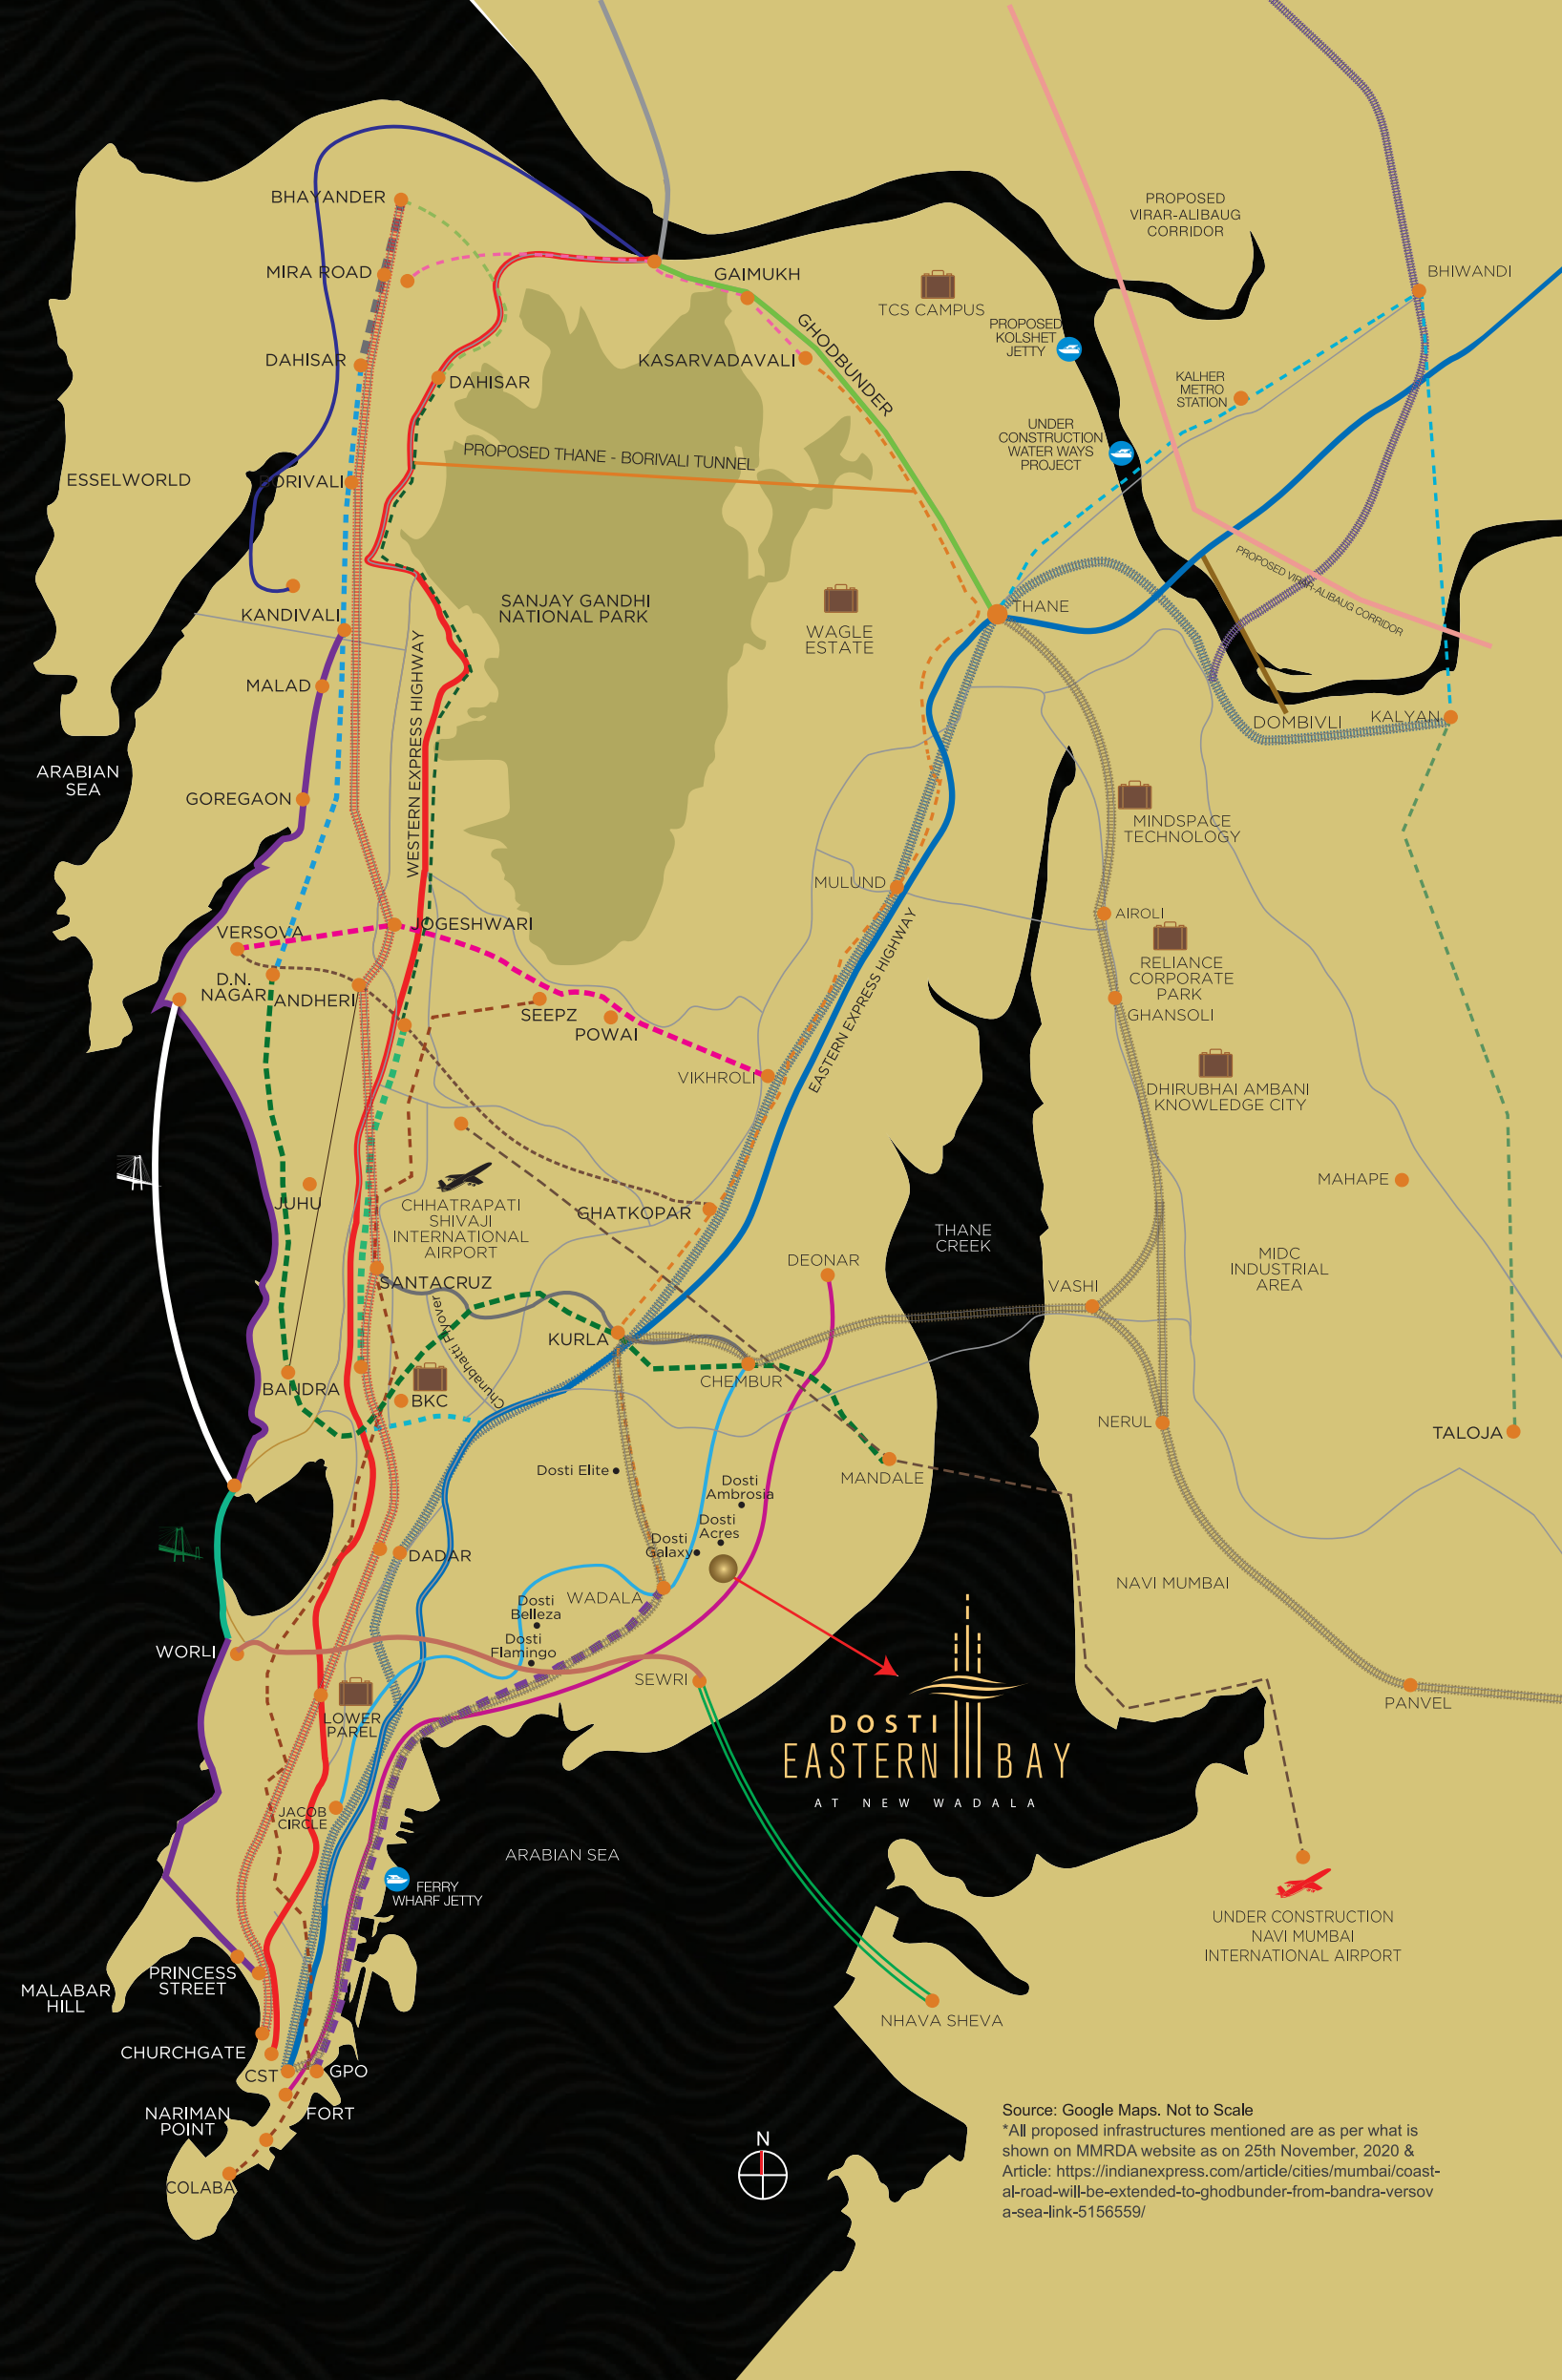 BHAYANDER
MIRA ROAD
GAIMUKH
TCS CAMPUS
PROPOSED
VIRAR-ALIBAUG
CORRIDOR
BHIWANDI
PROPOSED
KOLSHET
JETTY
GHODBUNDER
DAHISAR
DAHISAR
KASARVADAVALI
KALHER
METRO
STATION
UNDER
CONSTRUCTION
WATER WAYS
PROJECT
PROPOSED THANE - BORIVALI TUNNEL
ESSELWORLD
BORIVALI
PROPOSED VIRAR-ALIBAUG CORRIDOR
KANDIVALI
SANJAY GANDHI
NATIONAL PARK
WAGLE
ESTATE
THANE
MALAD
WESTERN EXPRESS HIGHWAY
DOMBIVLI
KALYAN
ARABIAN
SEA
GOREGAON
MINDSPACE
TECHNOLOGY
MULUND
AIROLI
VERSOVA
JOGESHWARI
EASTERN EXPRESS HIGHWAY
RELIANCE
CORPORATE
PARK
D.N.
NAGAR
ANDHERI
SEEPZ
POWAI
GHANSOLI
VIKHROLI
DHIRUBHAI AMBANI
KNOWLEDGE CITY
JUHU
CHHATRAPATI
SHIVAJI
INTERNATIONAL
AIRPORT
GHATKOPAR
MAHAPE
THANE
CREEK
DEONAR
MIDC
INDUSTRIAL
AREA
SANTACRUZ
VASHI
Chunabhatti Flyover
KURLA
BANDRA
BKC
CHEMBUR
NERUL
TALOJA
Dosti Elite
MANDALE
Dosti
Ambrosia
Dosti
Acres
Dosti
Galaxy
DADAR
WADALA
NAVI MUMBAI
Dosti
Belleza
Dosti
Flamingo
WORLI
SEWRI
PANVEL
LOWER
PAREL
DOSTI
EASTERN BAY
AT NEW WADALA
JACOB
CIRCLE
ARABIAN SEA
FERRY
WHARF JETTY
UNDER CONSTRUCTION
NAVI MUMBAI
INTERNATIONAL AIRPORT
PRINCESS
STREET
MALABAR
HILL
NHAVA SHEVA
CHURCHGATE
CST
GPO
NARIMAN
POINT
FORT
COLABA
N
Source: Google Maps. Not to Scale
*All proposed infrastructures mentioned are as per what is
shown on MMRDA website as on 25th November, 2020 &
Article: https://indianexpress.com/article/cities/mumbai/coast-
al-road-will-be-extended-to-ghodbunder-from-bandra-versov
a-sea-link-5156559/